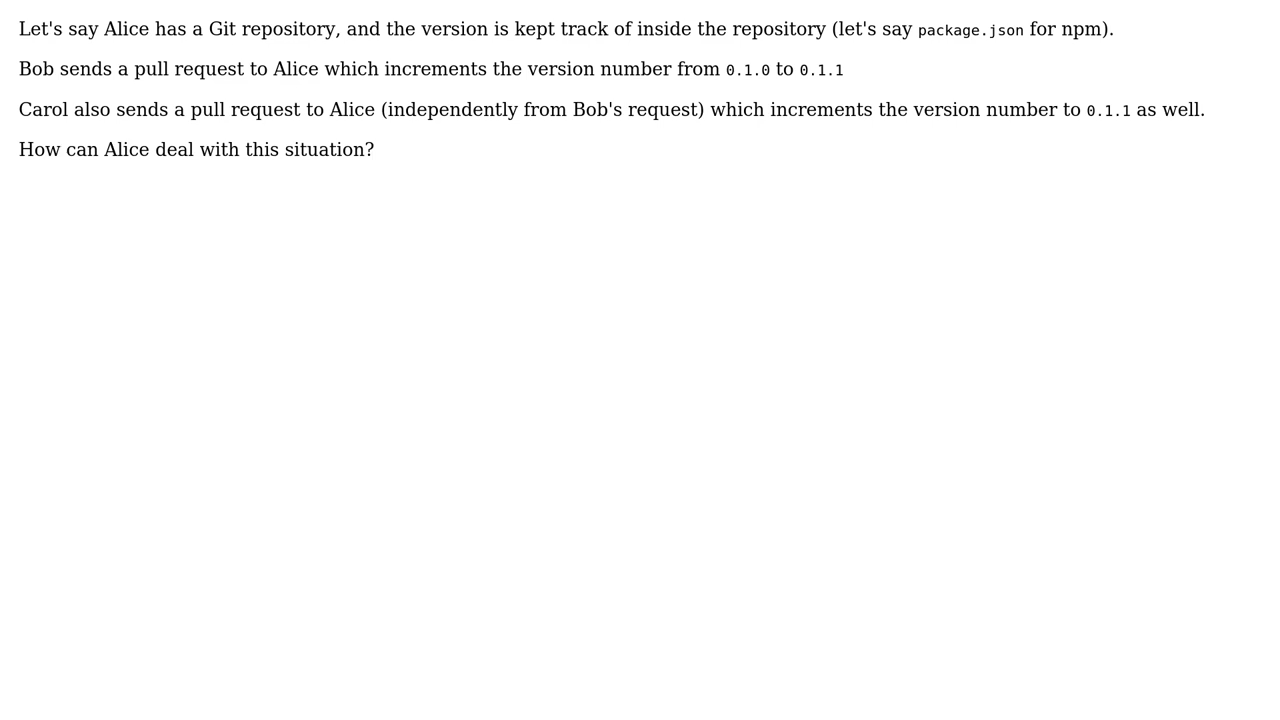 Let's say Alice has a Git repository, and the version is kept track of inside the repository (let's say package.json for npm).
Bob sends a pull request to Alice which increments the version number from 0.1.0 to 0.1.1
Carol also sends a pull request to Alice (independently from Bob's request) which increments the version number to 0.1.1 as well.
How can Alice deal with this situation?